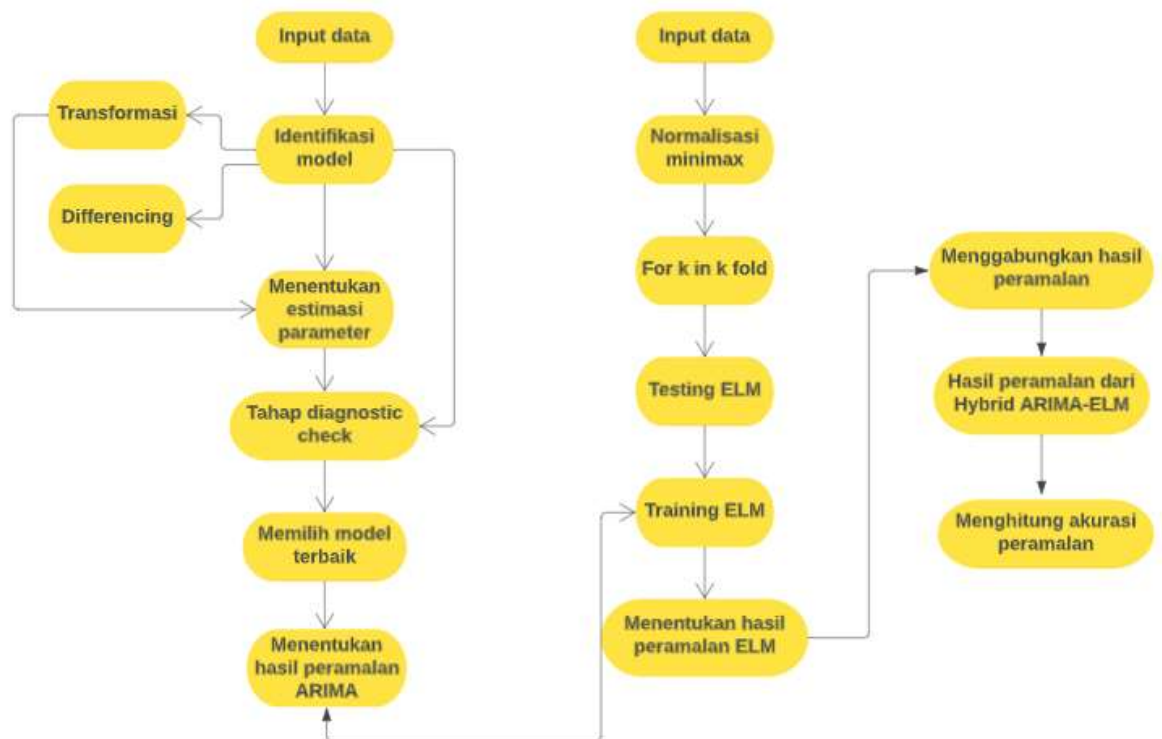 Input data
Transformasi
Identifikasi
model
Differencing
Menentukan
estimasi
parameter
Tahap diagnostic
check
Memilih model
terbaik
Menentukan
hasil peramalan
ARIMA
Input data
Normalisasi
minimax
For k in k fold
Testing ELM
Training ELM
Menentukan hasil
peramalan ELM
Menggabungkan hasil
peramalan
Hasil peramalan dari
Hybrid ARIMA-ELM
Menghitung akurasi
peramalan